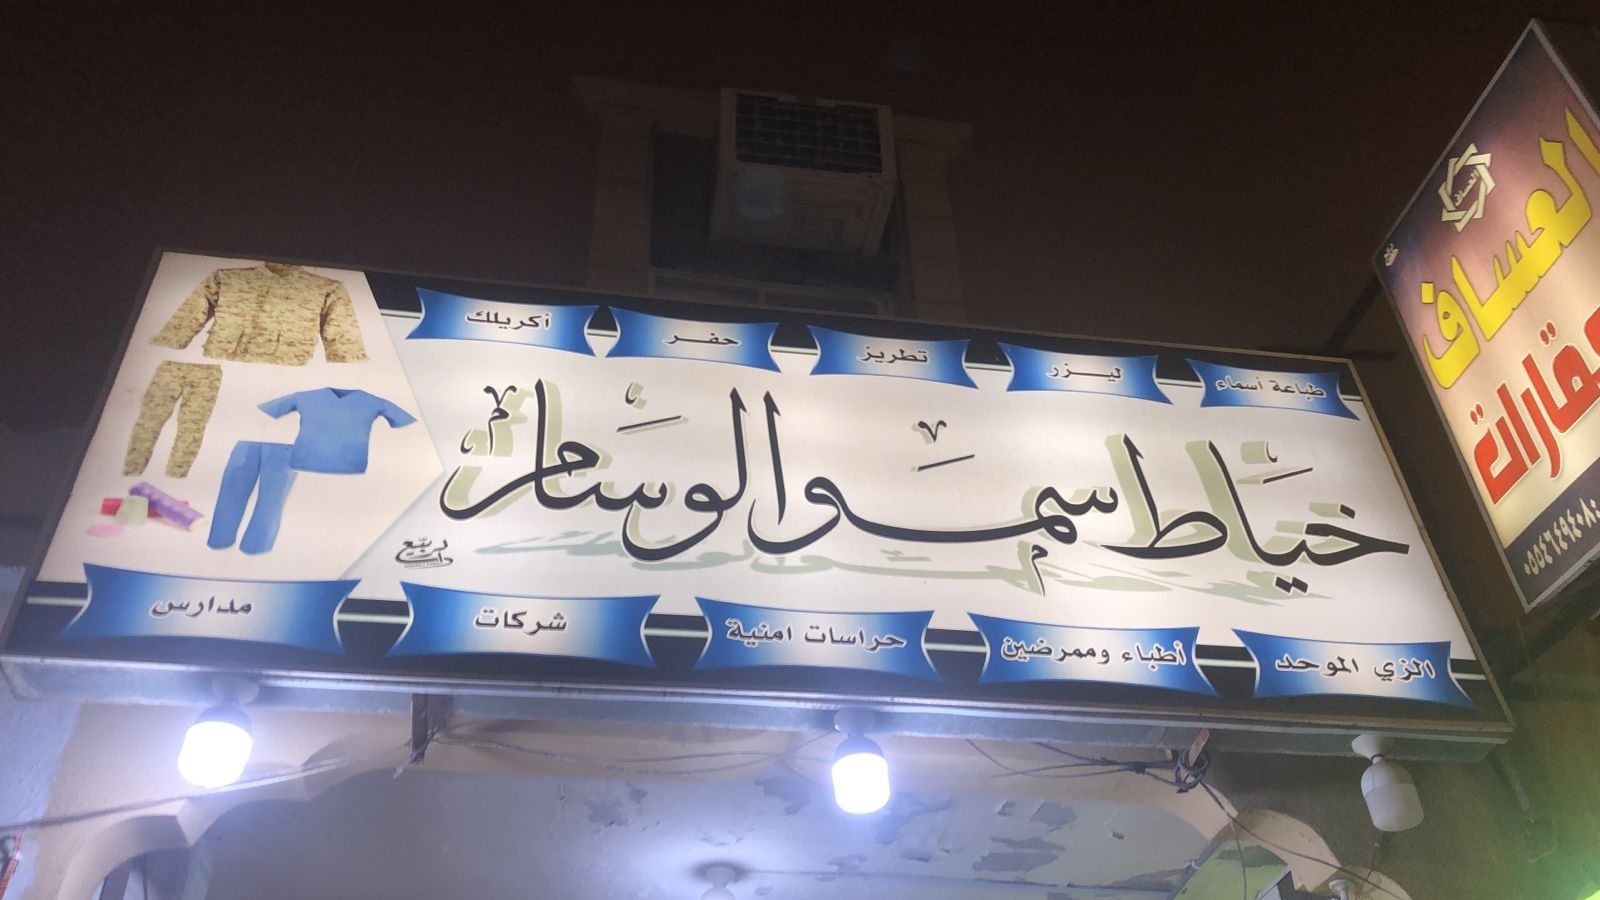 طباعة أسماء ليزر تطريز حفر أكريلك
خياط سمو الوسام
الزي الموحد أطباء وممرضين حراسات امنية شركات مدارس
العساف
العساف
عقارات